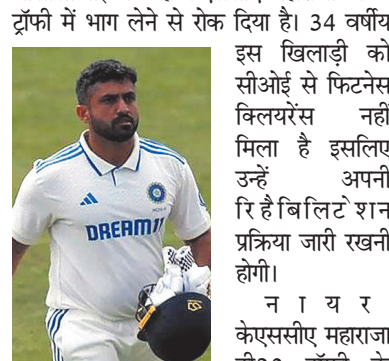 ट्रॉफी में भाग लेने से रोक दिया है। 34 वर्षीय
इस खिलाड़ी को
सीओई से फिटनेस
क्लियरेंस नहीं
मिला है इसलिए
उन्हें अपनी
रिहैबिलिटेशन
प्रक्रिया जारी रखनी
होगी।
नायर
केएससीए महाराजा
DREAM11